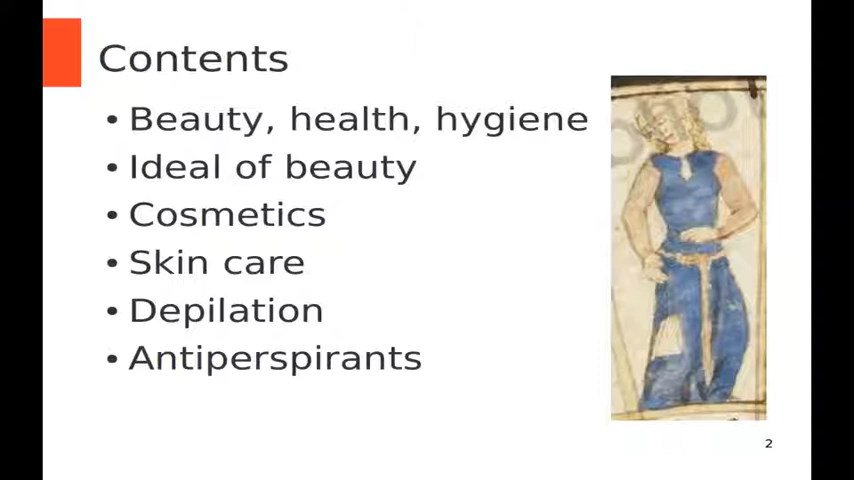 Contents
• Beauty, health, hygiene
• Ideal of beauty
• Cosmetics
• Skin care
• Depilation
• Antiperspirants
2